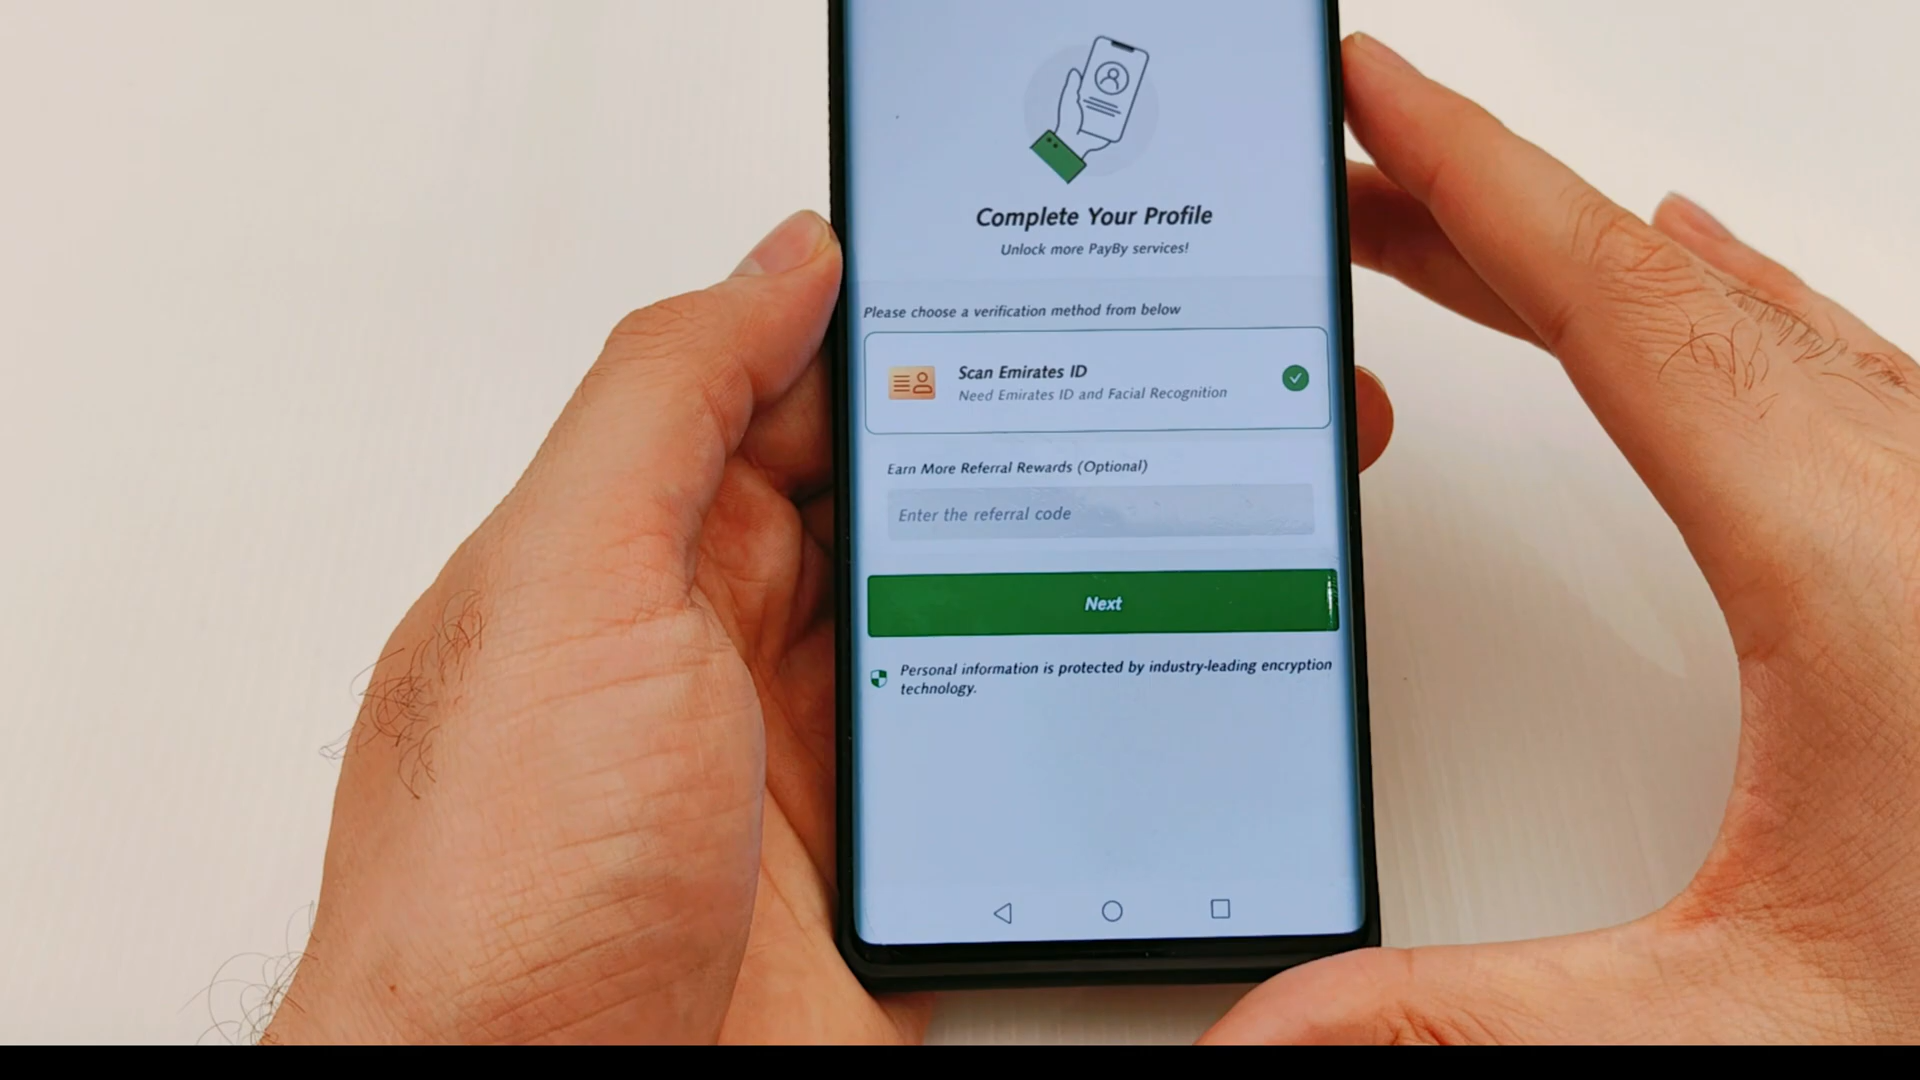 Complete Your Profile
Unlock more PayBy services!
Please choose a verification method from below
Scan Emirates ID
Need Emirates ID and Facial Recognition
Earn More Referral Rewards (Optional)
Enter the referral code
Next
Personal information is protected by industry-leading encryption
technology.